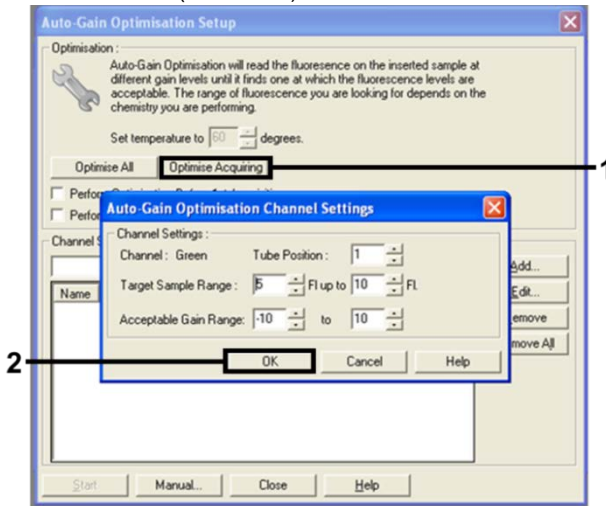 Auto-Gain Optimisation Setup
Optimisation :
Auto-Gain Optimisation will read the fluoresence on the inserted sample at
different gain levels until it finds one at which the fluorescence levels are
acceptable. The range of fluorescence you are looking for depends on the
chemistry you are performing.
Set temperature to 60 degrees.
Optimise All Optimise Acquiring 1
Auto-Gain Optimisation Channel Settings
Channel Settings :
Channel : Green Tube Position : 1
Target Sample Range : 5 Fl up to 10 Fl.
Acceptable Gain Range: -10 to 10
2 OK Cancel Help
Name
Add...
Edit...
Start Manual... Close Help